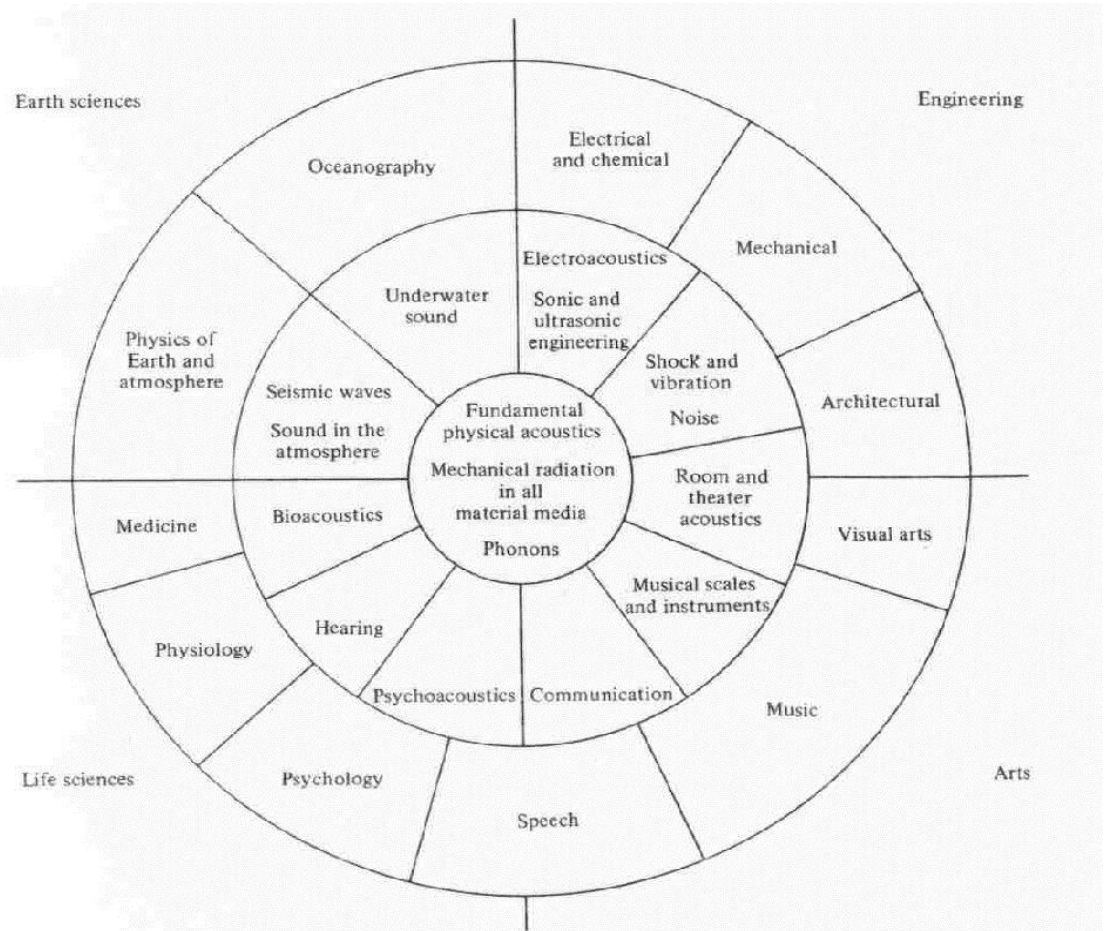 Earth sciences
Engineering
Electrical
and chemical
Oceanography
Mechanical
Electroacoustics
Underwater
sound
Sonic and
ultrasonic
engineering
Physics of
Earth and
atmosphere
Shock and
vibration
Noise
Architectural
Seismic waves
Sound in the
atmosphere
Fundamental
physical acoustics
Mechanical radiation
in all
material media
Phonons
Room and
theater
acoustics
Medicine
Bioacoustics
Visual arts
Musical scales
and instruments
Hearing
Physiology
Psychoacoustics
Communication
Music
Life sciences
Psychology
Speech
Arts